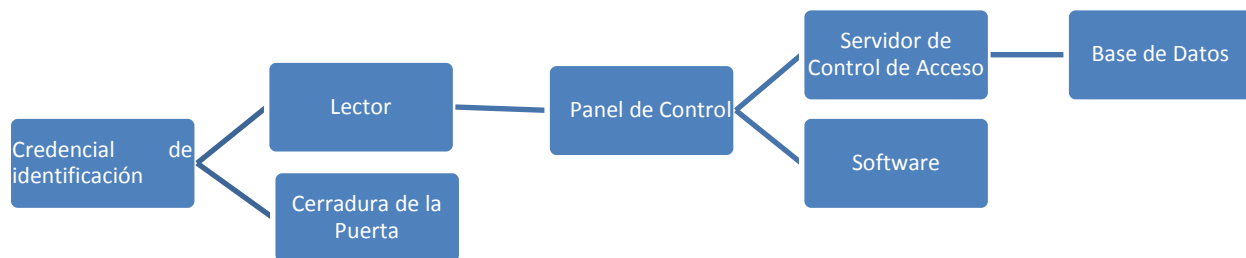 Credencial de
identificación
Lector
Cerradura de la
Puerta
Panel de Control
Servidor de
Control de Acceso
Software
Base de Datos